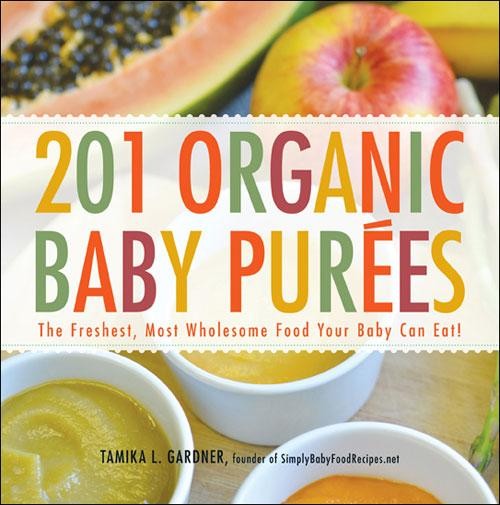 201 ORGANIC
BABY PURÉES
The Freshest, Most Wholesome Food Your Baby Can Eat!
TAMIKA L. GARDNER, founder of SimplyBabyFoodRecipes.net